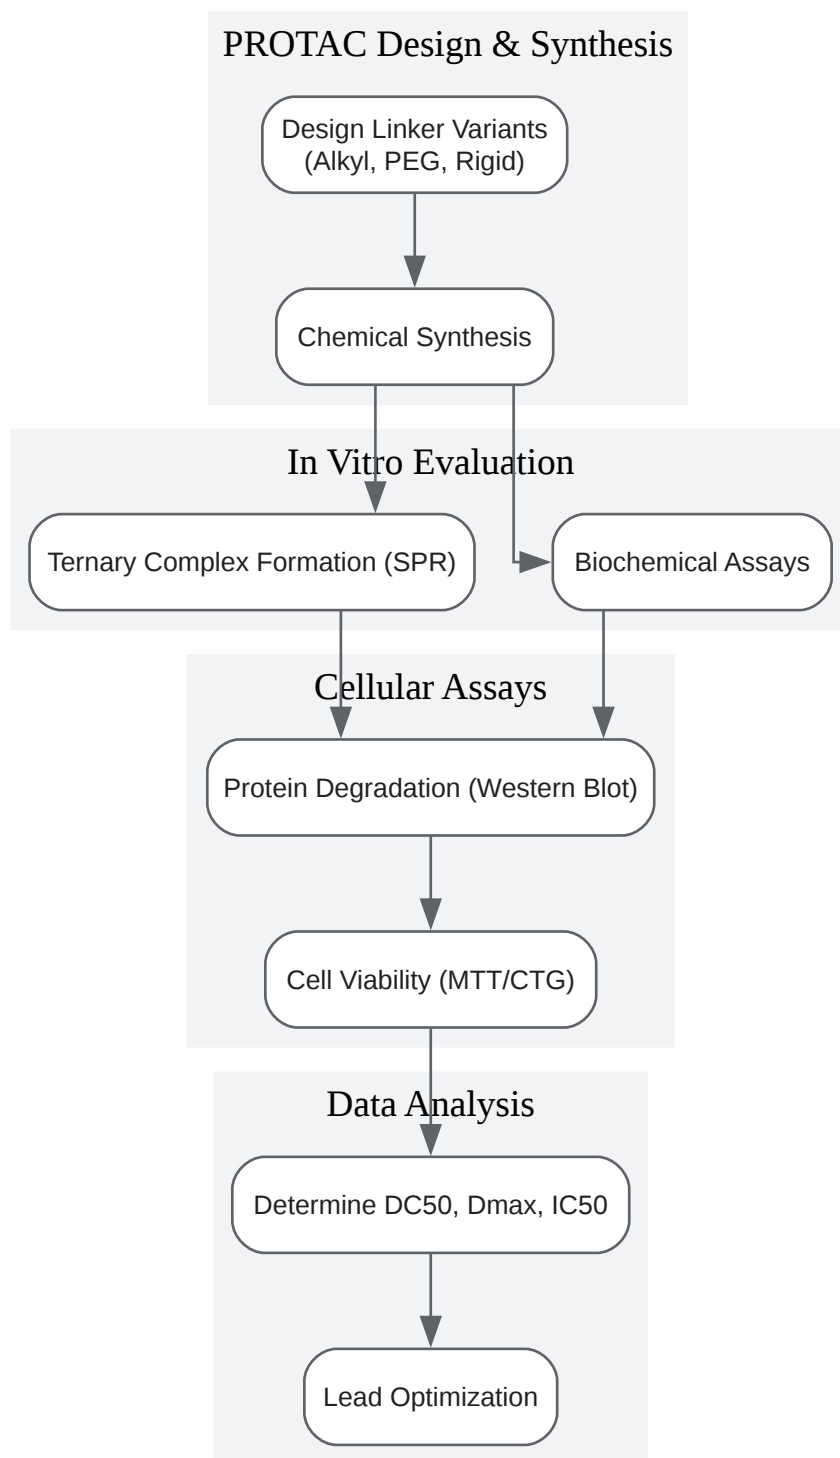 PROTAC Design & Synthesis
Design Linker Variants
(Alkyl, PEG, Rigid)
Chemical Synthesis
In Vitro Evaluation
Ternary Complex Formation (SPR)
Biochemical Assays
Cellular Assays
Protein Degradation (Western Blot)
Cell Viability (MTT/CTG)
Data Analysis
Determine DC50, Dmax, IC50
Lead Optimization